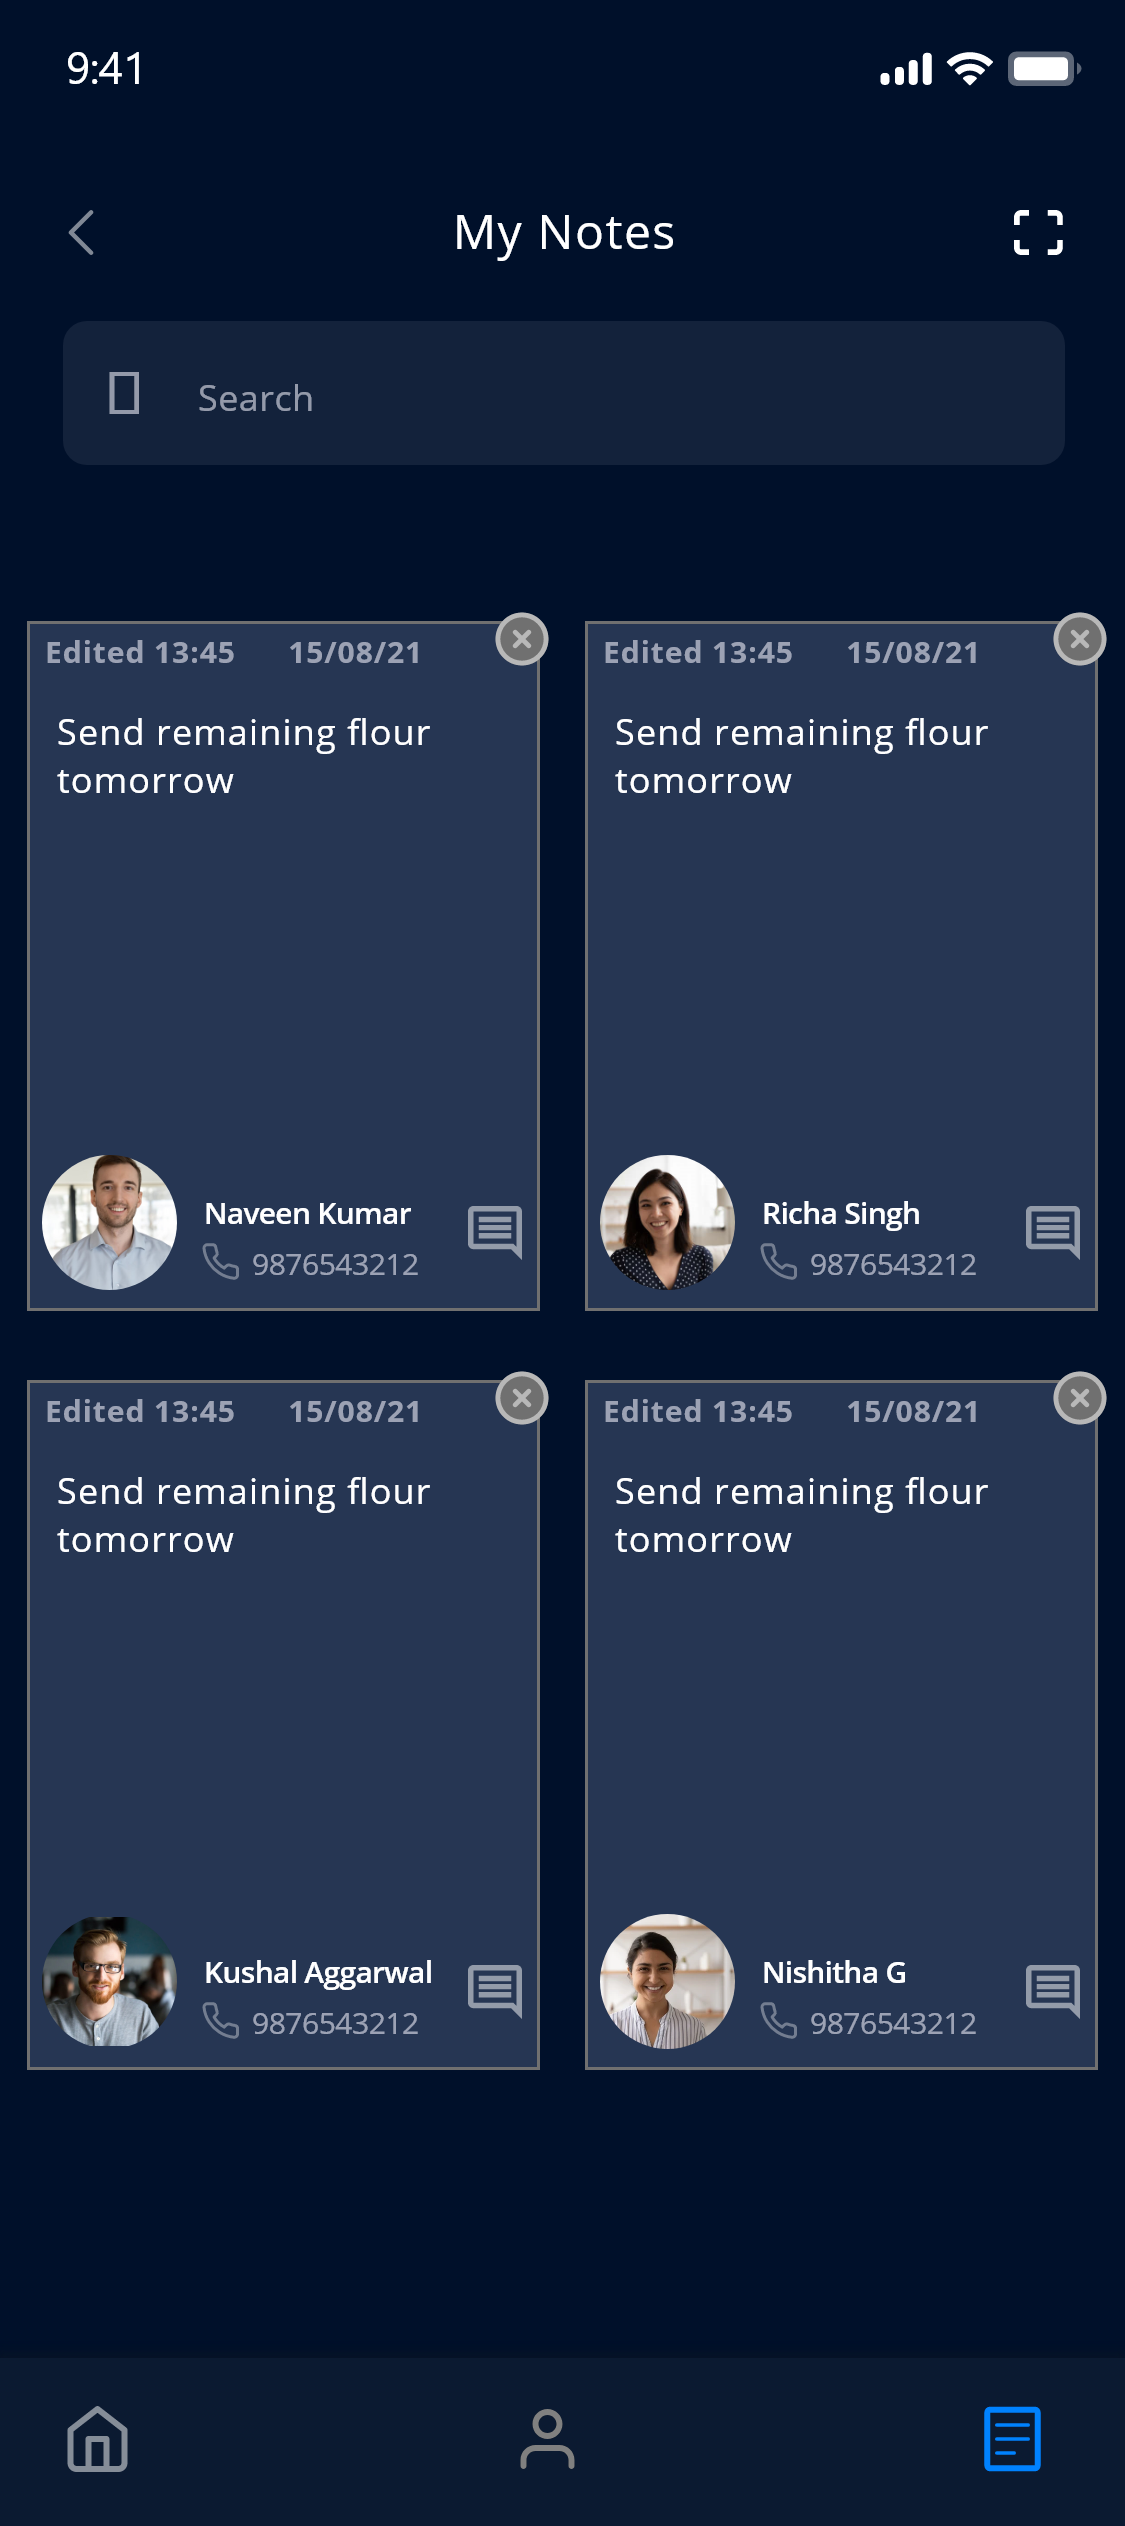 9:41
My Notes
Search
Edited 13:45 15/08/21
Send remaining flour
tomorrow
Naveen Kumar
9876543212
Edited 13:45 15/08/21
Send remaining flour
tomorrow
Richa Singh
9876543212
Edited 13:45 15/08/21
Send remaining flour
tomorrow
Kushal Aggarwal
9876543212
Edited 13:45 15/08/21
Send remaining flour
tomorrow
Nishitha G
9876543212